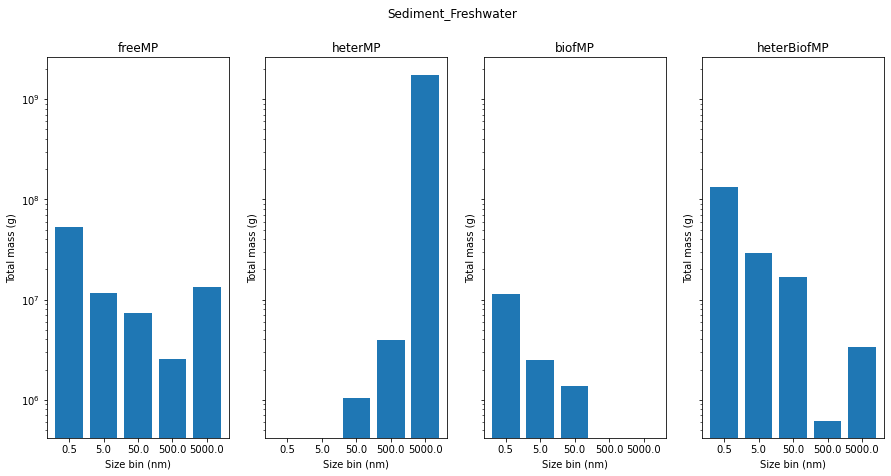 Sediment_Freshwater
freeMP
heterMP
biofMP
heterBiofMP
Total mass (g)
10⁹
10⁸
10⁷
10⁶
0.5 5.0 50.0 500.0 5000.0
Size bin (nm)
Total mass (g)
0.5 5.0 50.0 500.0 5000.0
Size bin (nm)
Total mass (g)
0.5 5.0 50.0 500.0 5000.0
Size bin (nm)
Total mass (g)
0.5 5.0 50.0 500.0 5000.0
Size bin (nm)